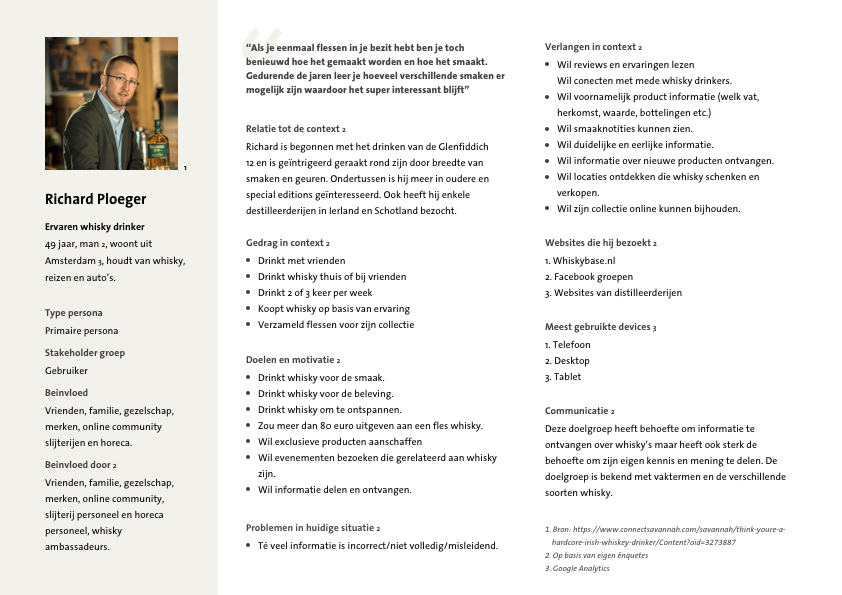 1
Richard Ploeger
Ervaren whisky drinker
49 jaar, man 2, woont uit
Amsterdam 3, houdt van whisky,
reizen en auto's.
Type persona
Primaire persona
Stakeholder groep
Gebruiker
Beinvloed
Vrienden, familie, gezelschap,
merken, online community
slijterijen en horeca.
Beinvloed door 2
Vrienden, familie, gezelschap,
merken, online community,
slijterij personeel en horeca
personeel, whisky
ambassadeurs.
“Als je eenmaal flessen in je bezit hebt ben je toch
benieuwd hoe het gemaakt worden en hoe het smaakt.
Gedurende de jaren leer je hoeveel verschillende smaken er
mogelijk zijn waardoor het super interessant blijft”
Relatie tot de context 2
Richard is begonnen met het drinken van de Glenfiddich
12 en is geïntrigeerd geraakt rond zijn door breedte van
smaken en geuren. Ondertussen is hij meer in oudere en
special editions geïnteresseerd. Ook heeft hij enkele
destilleerderijen in Ierland en Schotland bezocht.
Gedrag in context 2
• Drinkt met vrienden
• Drinkt whisky thuis of bij vrienden
• Drinkt 2 of 3 keer per week
• Koopt whisky op basis van ervaring
• Verzameld flessen voor zijn collectie
Doelen en motivatie 2
• Drinkt whisky voor de smaak.
• Drinkt whisky voor de beleving.
• Drinkt whisky om te ontspannen.
• Zou meer dan 80 euro uitgeven aan een fles whisky.
• Wil exclusieve producten aanschaffen
• Wil evenementen bezoeken die gerelateerd aan whisky
zijn.
• Wil informatie delen en ontvangen.
Problemen in huidige situatie 2
• Té veel informatie is incorrect/niet volledig/misleidend.
Verlangen in context 2
• Wil reviews en ervaringen lezen
Wil conecten met mede whisky drinkers.
• Wil voornamelijk product informatie (welk vat,
herkomst, waarde, bottelingen etc.)
• Wil smaaknotities kunnen zien.
• Wil duidelijke en eerlijke informatie.
• Wil informatie over nieuwe producten ontvangen.
• Wil locaties ontdekken die whisky schenken en
verkopen.
• Wil zijn collectie online kunnen bijhouden.
Websites die hij bezoekt 2
1. Whiskybase.nl
2. Facebook groepen
3. Websites van distilleerderijen
Meest gebruikte devices 3
1. Telefoon
2. Desktop
3. Tablet
Communicatie 2
Deze doelgroep heeft behoefte om informatie te
ontvangen over whisky's maar heeft ook sterk de
behoefte om zijn eigen kennis en mening te delen. De
doelgroep is bekend met vaktermen en de verschillende
soorten whisky.
1. Bron: https://www.connectsavannah.com/savannah/think-youre-a-
hardcore-irish-whiskey-drinker/Content?oid=3273887
2. Op basis van eigen ênquetes
3. Google Analytics